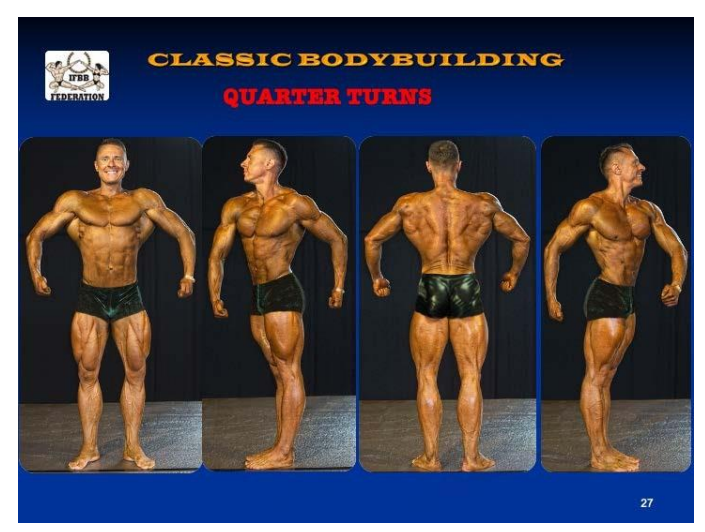 CLASSIC BODYBUILDING
IFBB
FEDERATION
QUARTER TURNS
27